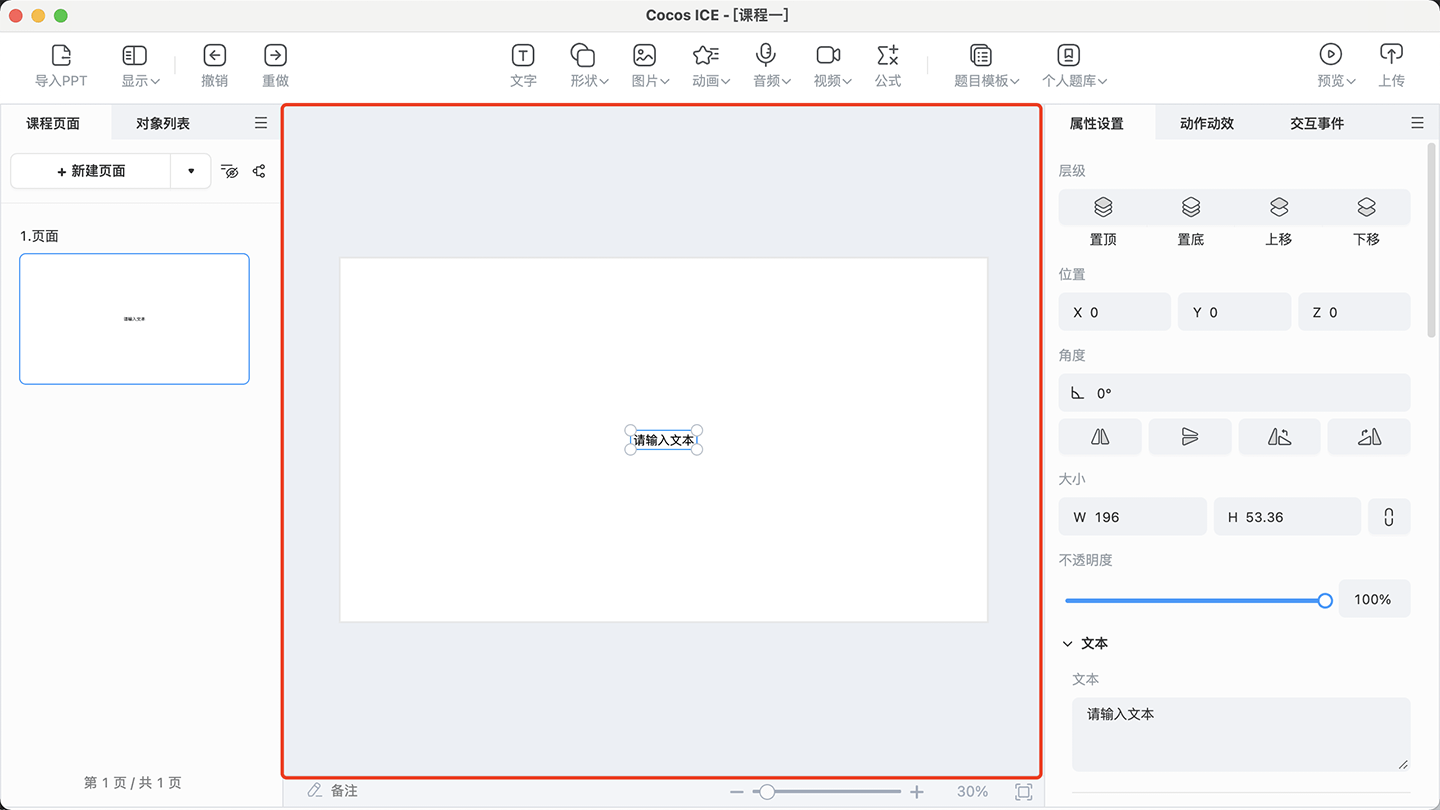 Cocos ICE - [课程一]
导入PPT 显示 撤销 重做 文字 形状 图片 动画 音频 视频 公式 题目模板 个人题库 预览 上传
课程页面 对象列表
+ 新建页面
1.页面
请输入文本
第 1 页 / 共 1 页
请输入文本
备注
30%
属性设置 动作动效 交互事件
层级
置顶 置底 上移 下移
位置
X 0 Y 0 Z 0
角度
0°
大小
W 196 H 53.36
不透明度
100%
文本
文本
请输入文本